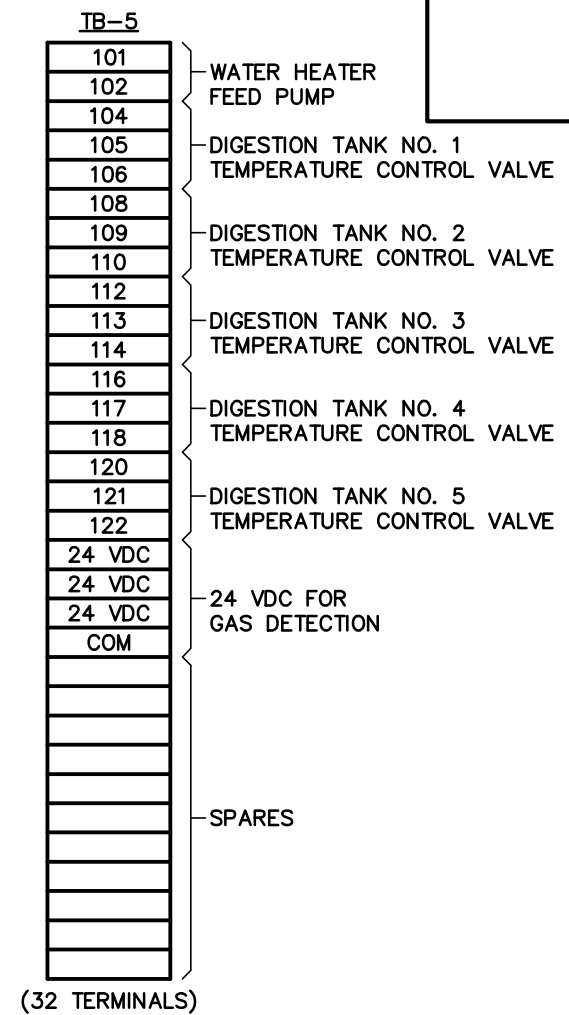 TB-5
101
102
WATER HEATER
FEED PUMP
104
105
106
DIGESTION TANK NO. 1
TEMPERATURE CONTROL VALVE
108
109
110
DIGESTION TANK NO. 2
TEMPERATURE CONTROL VALVE
112
113
114
DIGESTION TANK NO. 3
TEMPERATURE CONTROL VALVE
116
117
118
DIGESTION TANK NO. 4
TEMPERATURE CONTROL VALVE
120
121
122
DIGESTION TANK NO. 5
TEMPERATURE CONTROL VALVE
24 VDC
24 VDC
24 VDC
COM
24 VDC FOR
GAS DETECTION
SPARES
(32 TERMINALS)